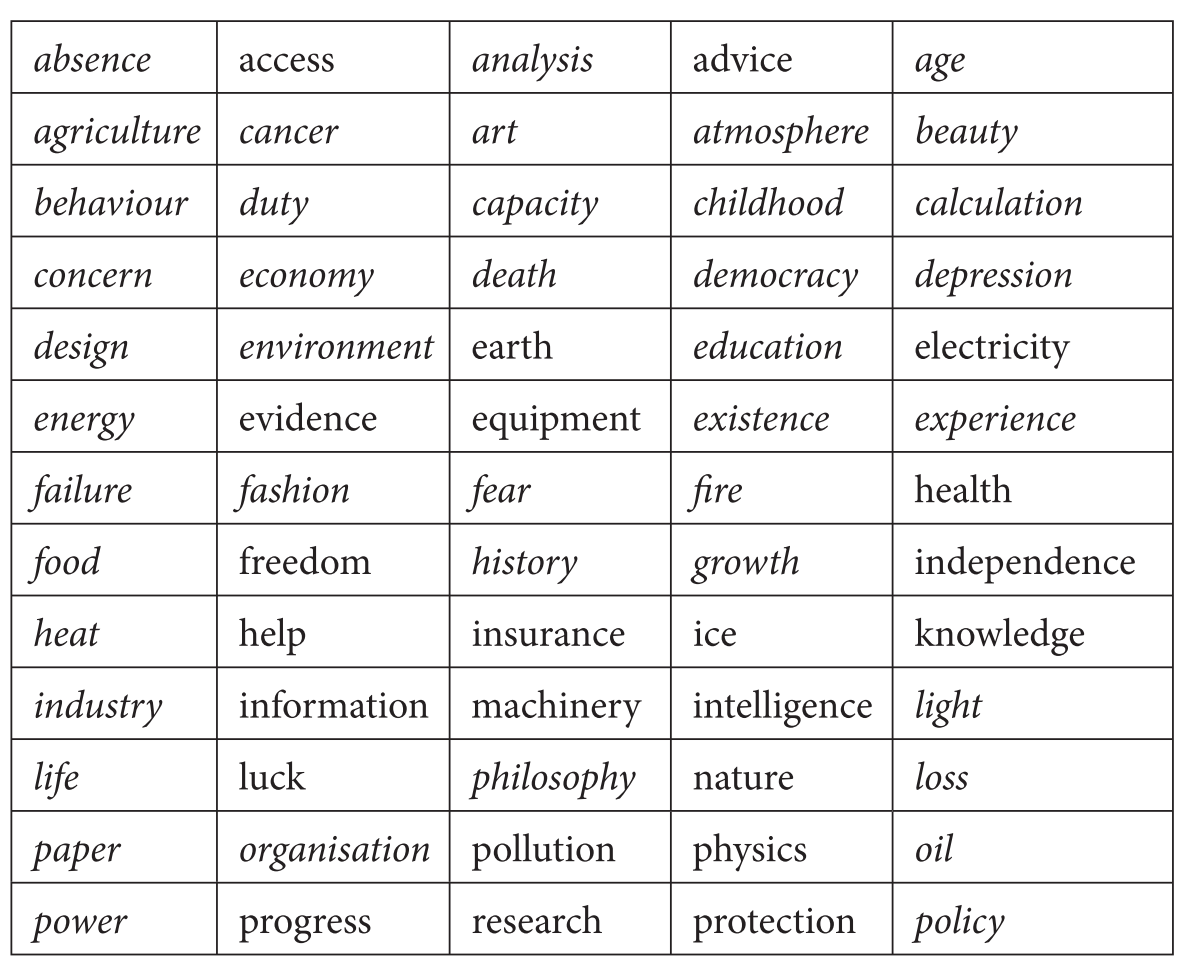 absence access analysis advice age
agriculture cancer art atmosphere beauty
behaviour duty capacity childhood calculation
concern economy death democracy depression
design environment earth education electricity
energy evidence equipment existence experience
failure fashion fear fire health
food freedom history growth independence
heat help insurance ice knowledge
industry information machinery intelligence light
life luck philosophy nature loss
paper organisation pollution physics oil
power progress research protection policy